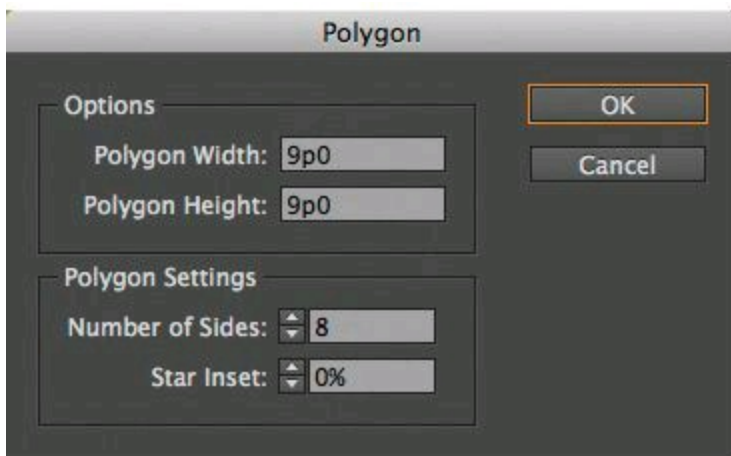 Polygon
Options
Polygon Width: 9p0
Polygon Height: 9p0
OK
Cancel
Polygon Settings
Number of Sides: 8
Star Inset: 0%